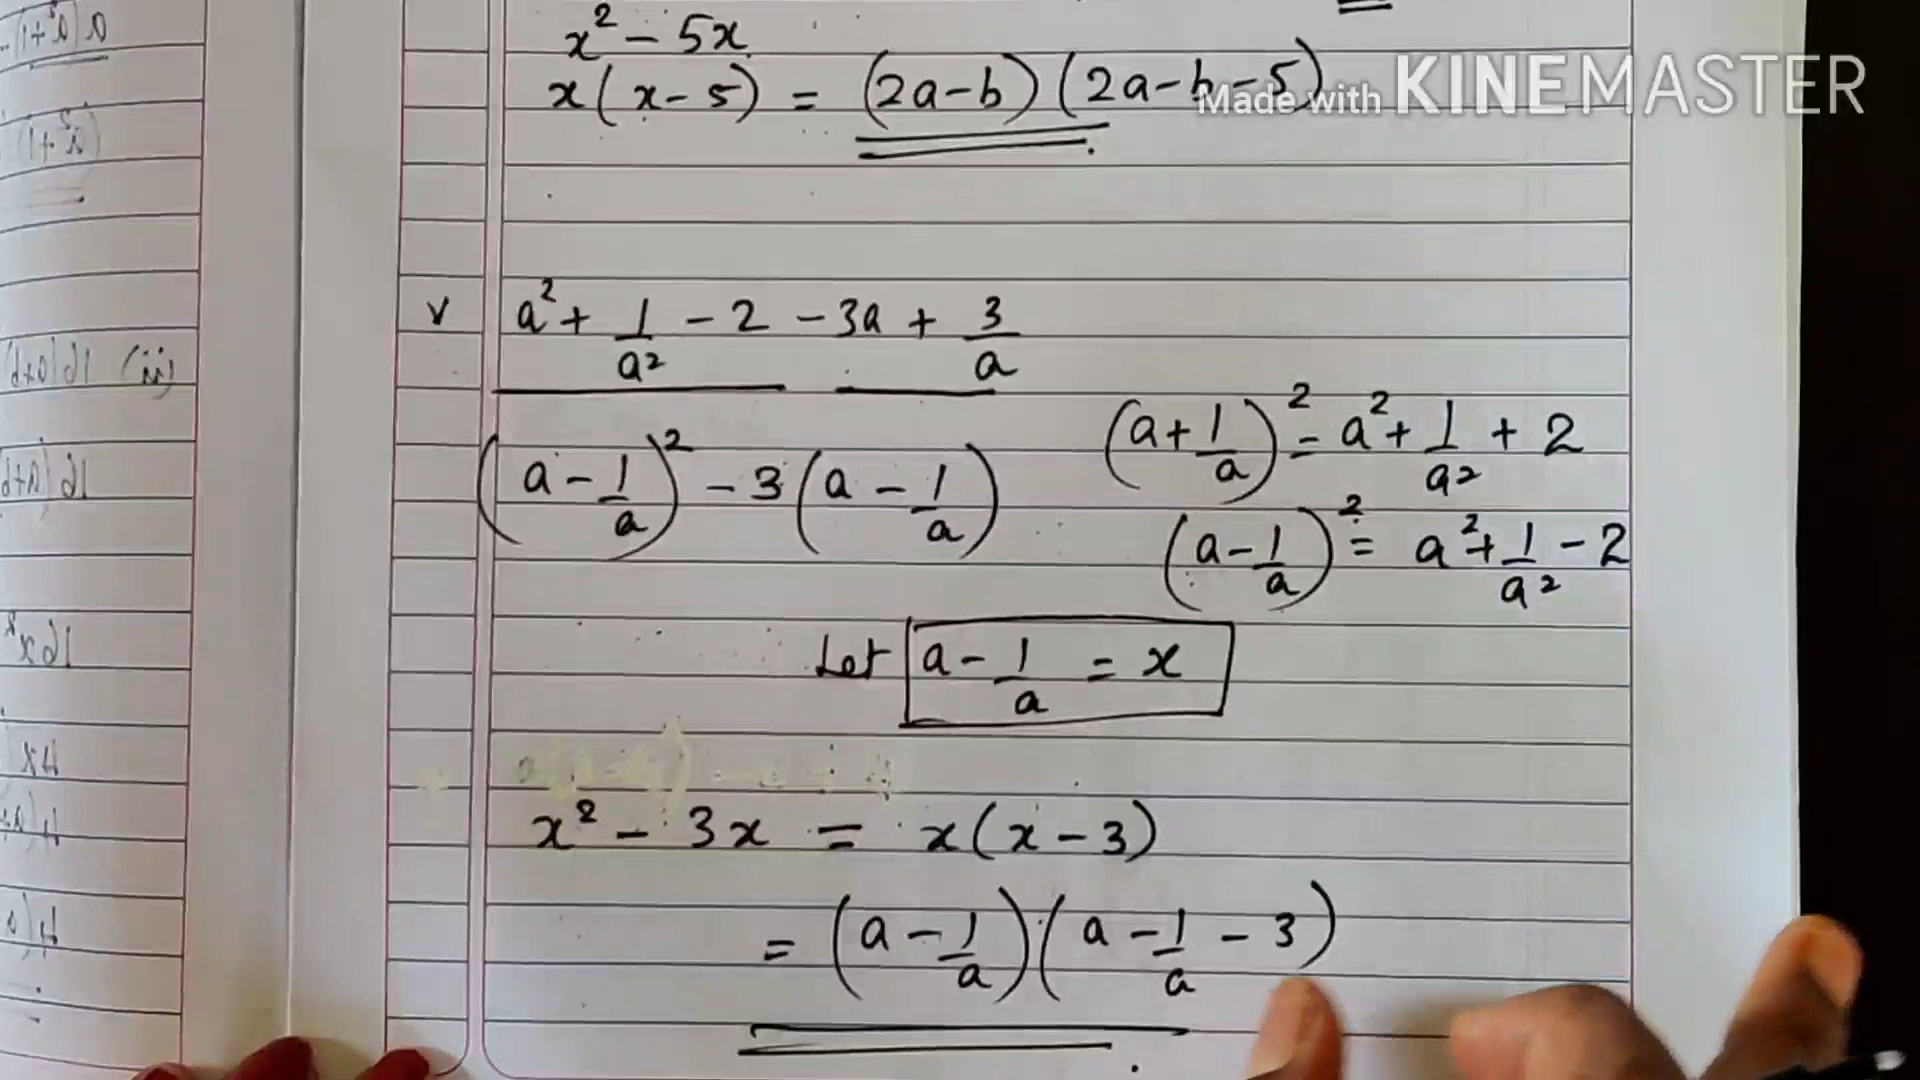 x² - 5x
x(x-5) = (2a-b)(2a-b-5)
Made with KINEMASTER
v a² + 1/a² - 2 - 3a + 3/a
(a - 1/a)² - 3(a - 1/a)
(a + 1/a)² = a² + 1/a² + 2
(a - 1/a)² = a² + 1/a² - 2
Let a - 1/a = x
x² - 3x = x(x-3)
= (a - 1/a)(a - 1/a - 3)